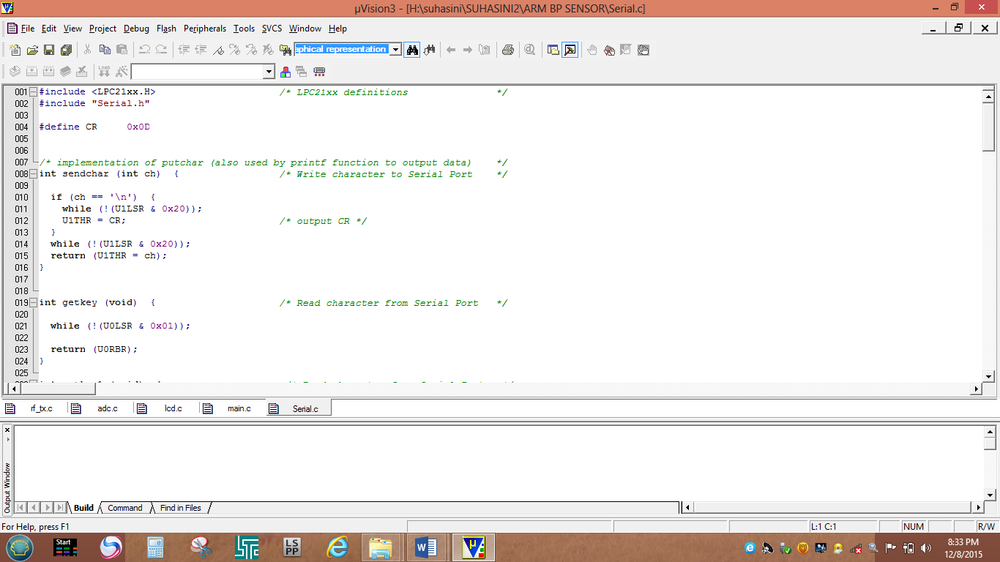 µVision3 - [H:\suhasini\SUHASINI2\ARM BP SENSOR\Serial.c]
File Edit View Project Debug Flash Peripherals Tools SVCS Window Help
aphical representation
LOAD
001 #include <LPC21xx.H> /* LPC21xx definitions */
002 #include "Serial.h"
003
004 #define CR 0x0D
005
006
007 /* implementation of putchar (also used by printf function to output data) */
008 int sendchar (int ch) { /* Write character to Serial Port */
009
010 if (ch == '\n') {
011 while (!(U1LSR & 0x20));
012 U1THR = CR; /* output CR */
013 }
014 while (!(U1LSR & 0x20));
015 return (U1THR = ch);
016 }
017
018
019 int getkey (void) { /* Read character from Serial Port */
020
021 while (!(U0LSR & 0x01));
022
023 return (U0RBR);
024 }
025
rf_tx.c adc.c lcd.c main.c Serial.c
Output Window
Build Command Find in Files
For Help, press F1 L:1 C:1 NUM R/W
Start
LS
PP
8:33 PM
12/8/2015